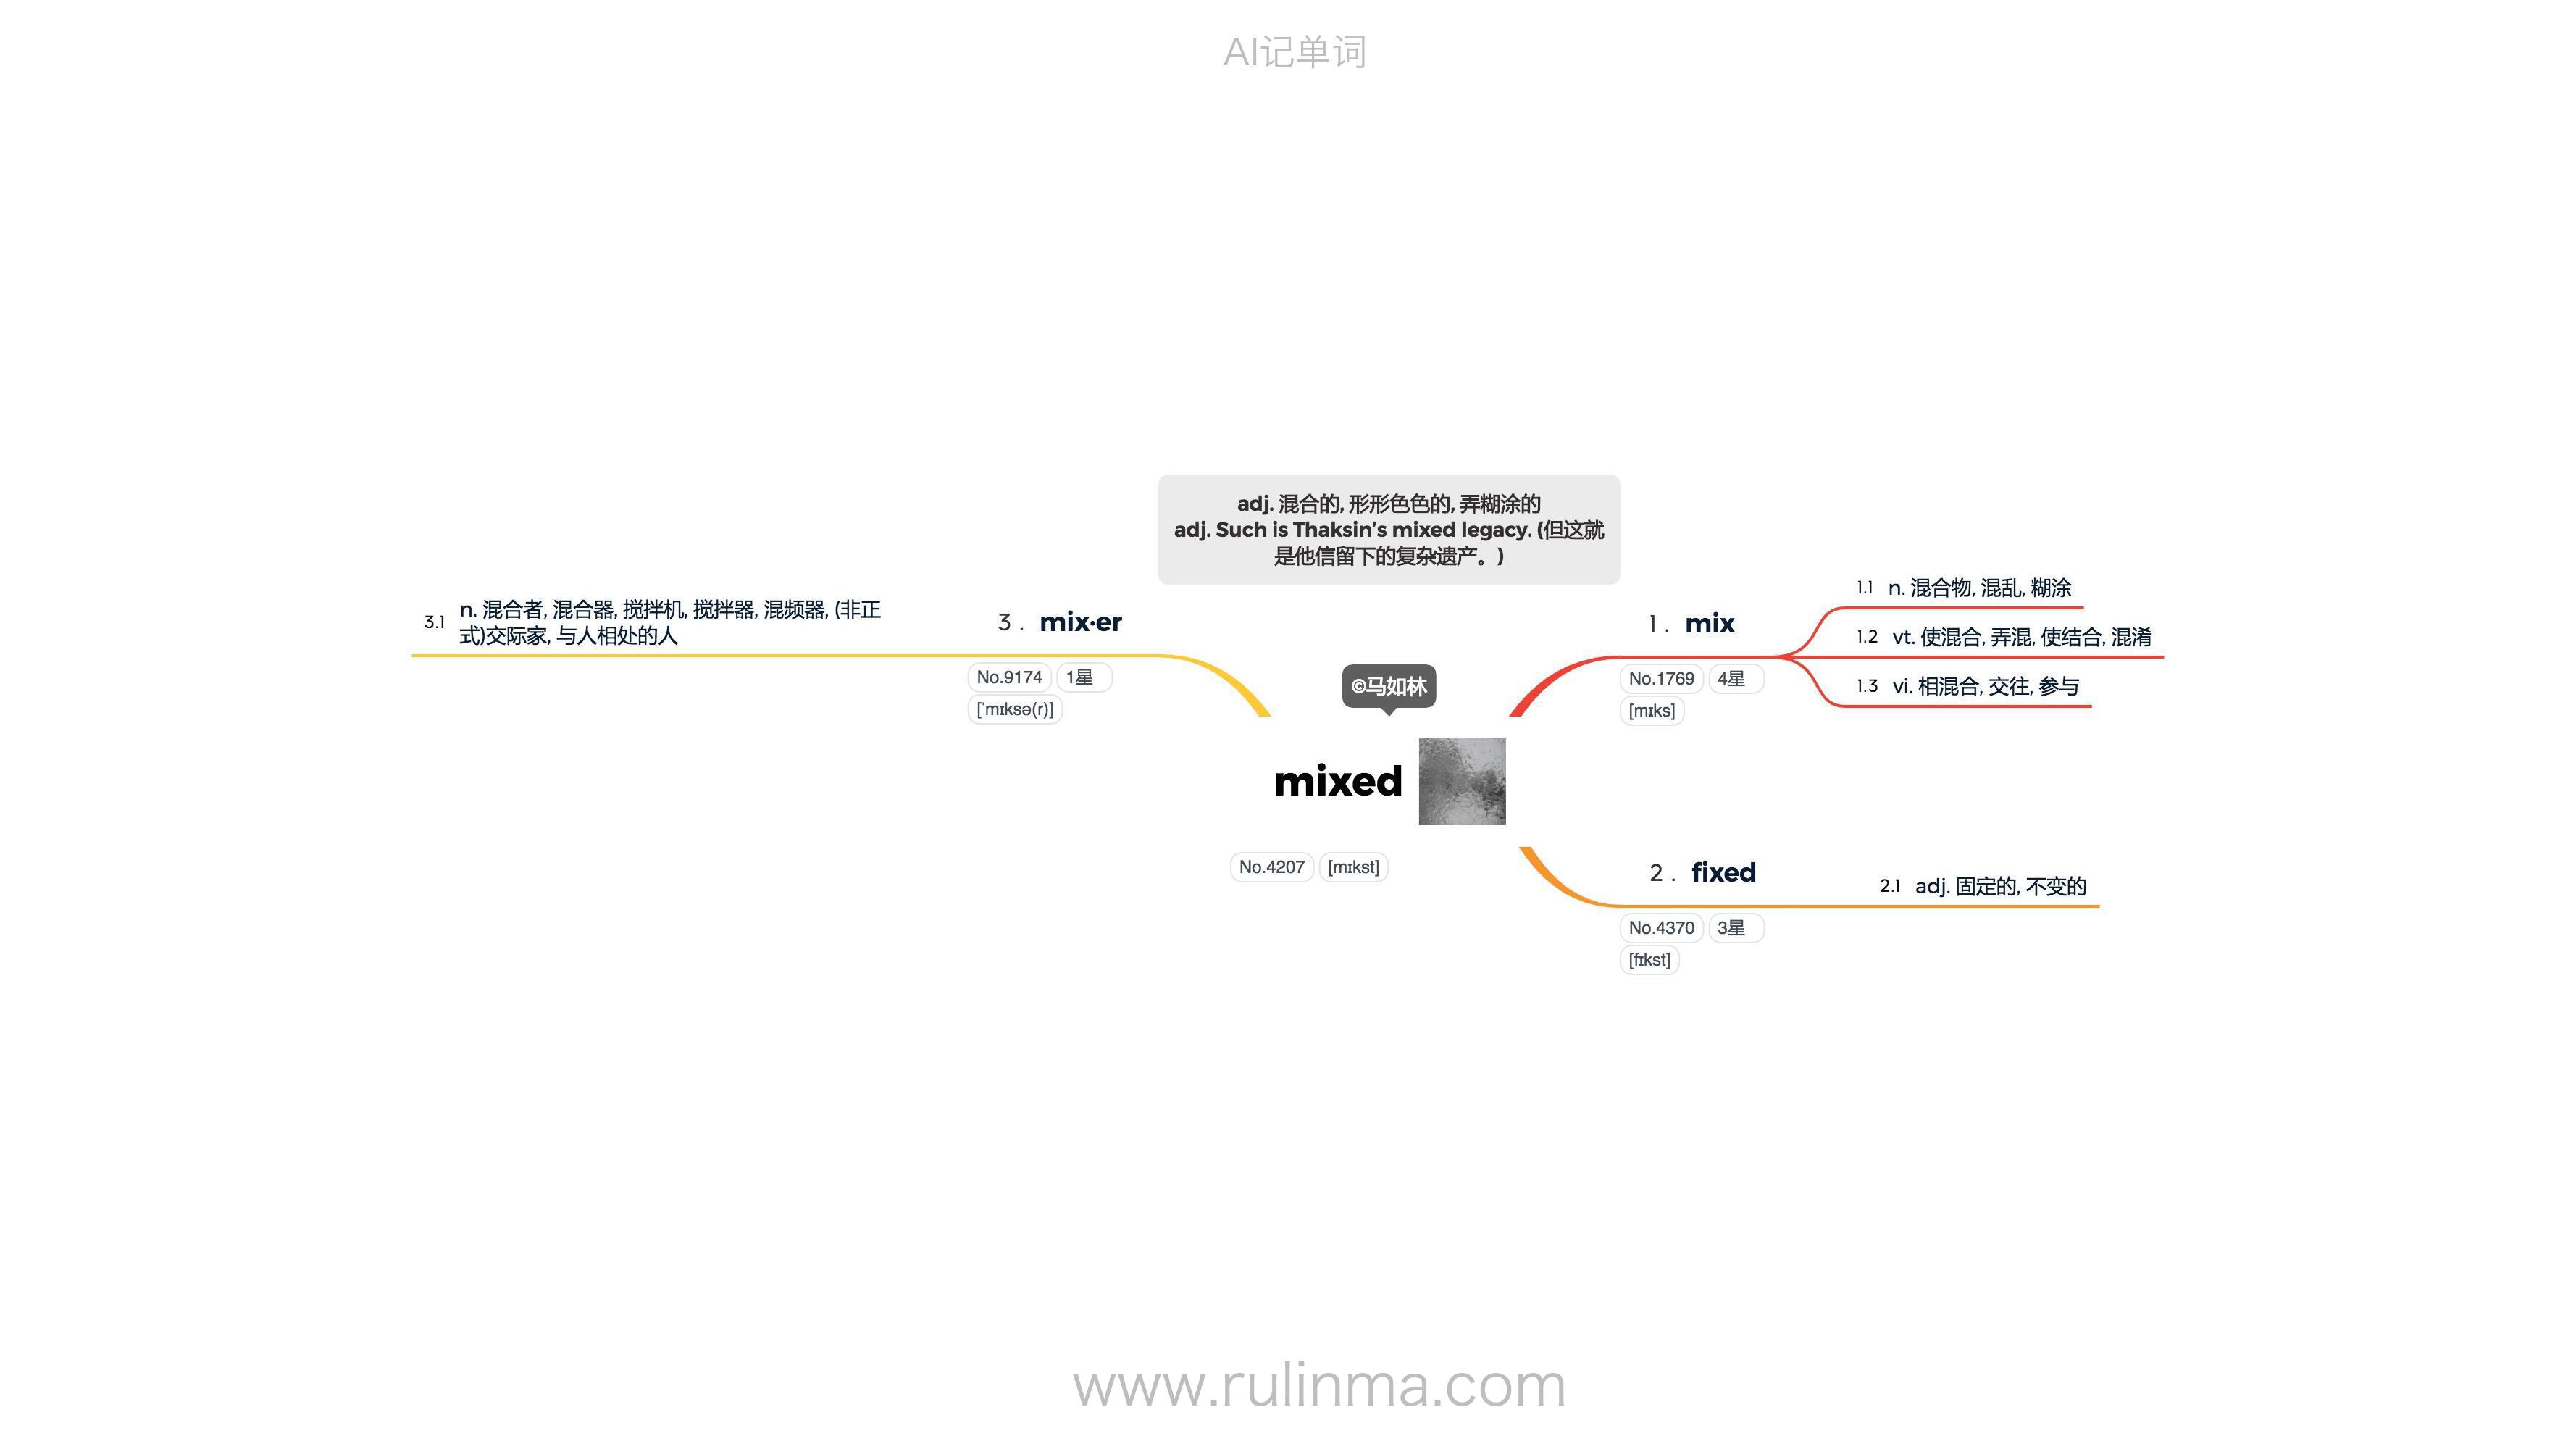 AI记单词
adj. 混合的, 形形色色的, 弄糊涂的
adj. Such is Thaksin’s mixed legacy. (但这就
是他信留下的复杂遗产。)
©马如林
mixed
No.4207 [mɪkst]
1 . mix
No.1769 4星
[mɪks]
1.1 n. 混合物, 混乱, 糊涂
1.2 vt. 使混合, 弄混, 使结合, 混淆
1.3 vi. 相混合, 交往, 参与
2 . fixed
No.4370 3星
[fɪkst]
2.1 adj. 固定的, 不变的
3 . mix·er
No.9174 1星
[ˈmɪksə(r)]
3.1 n. 混合者, 混合器, 搅拌机, 搅拌器, 混频器, (非正
式)交际家, 与人相处的人
www.rulinma.com